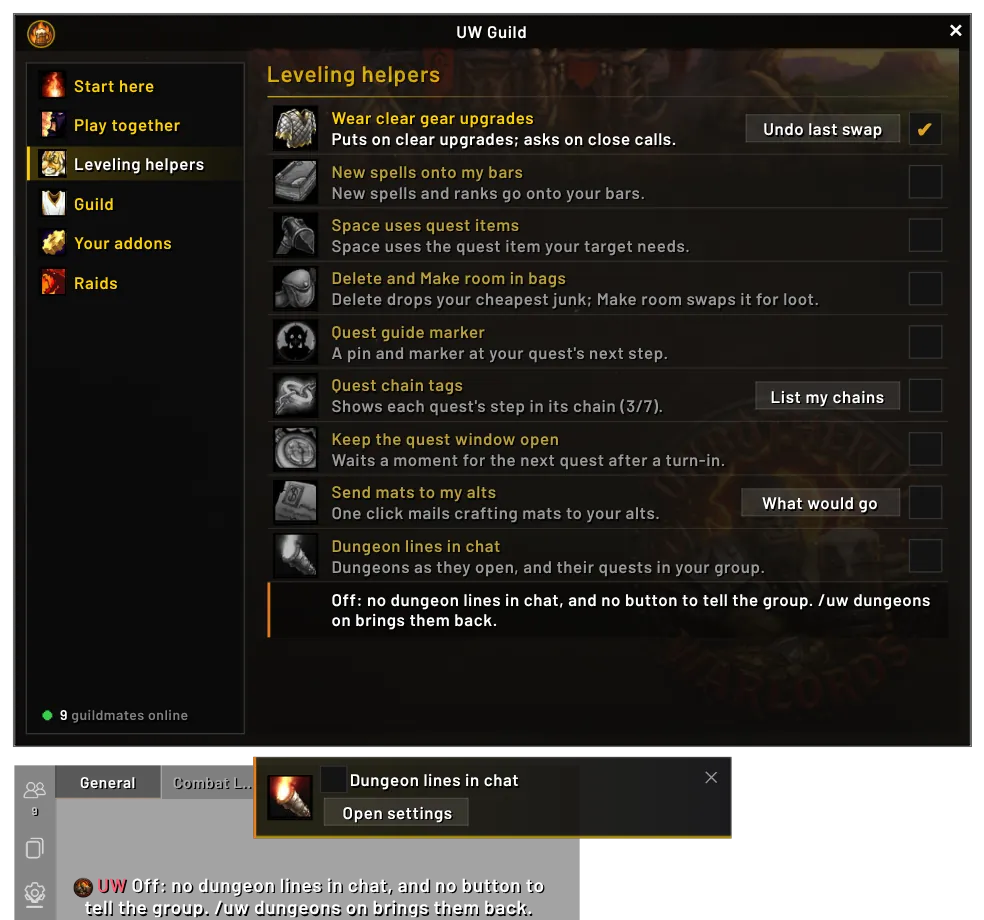 UW Guild
Start here
Play together
Leveling helpers
Guild
Your addons
Raids
9 guildmates online
Leveling helpers
Wear clear gear upgrades
Puts on clear upgrades; asks on close calls.
Undo last swap
New spells onto my bars
New spells and ranks go onto your bars.
Space uses quest items
Space uses the quest item your target needs.
Delete and Make room in bags
Delete drops your cheapest junk; Make room swaps it for loot.
Quest guide marker
A pin and marker at your quest's next step.
Quest chain tags
Shows each quest's step in its chain (3/7).
List my chains
Keep the quest window open
Waits a moment for the next quest after a turn-in.
Send mats to my alts
One click mails crafting mats to your alts.
What would go
Dungeon lines in chat
Dungeons as they open, and their quests in your group.
Off: no dungeon lines in chat, and no button to tell the group. /uw dungeons
on brings them back.
WARLORDS
9
General
Combat L...
Dungeon lines in chat
Open settings
UW Off: no dungeon lines in chat, and no button to
tell the group. /uw dungeons on brings them back.